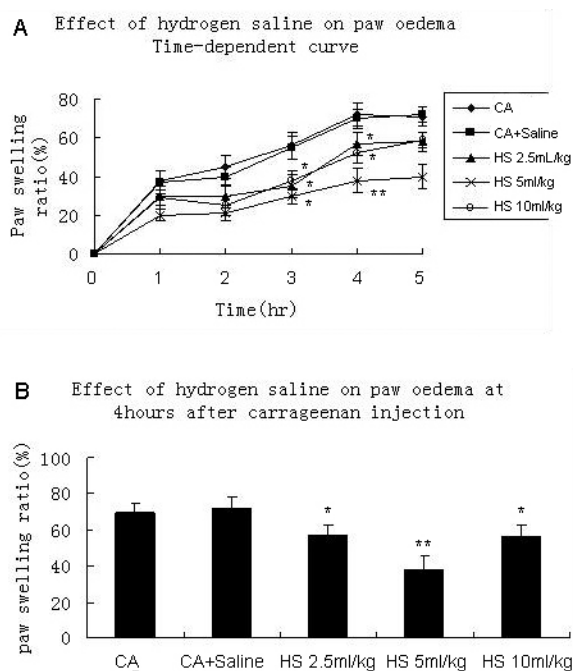 A
Effect of hydrogen saline on paw oedema
Time-dependent curve
Paw swelling
ratio(%)
80
60
40
20
0
0 1 2 3 4 5
Time(hr)
* * * * * **
CA
CA+Saline
HS 2.5mL/kg
HS 5ml/kg
HS 10ml/kg
B
Effect of hydrogen saline on paw oedema at
4hours after carrageenan injection
paw swelling ratio(%)
100
80
60
40
20
0
* ** *
CA CA+Saline HS 2.5ml/kg HS 5ml/kg HS 10ml/kg